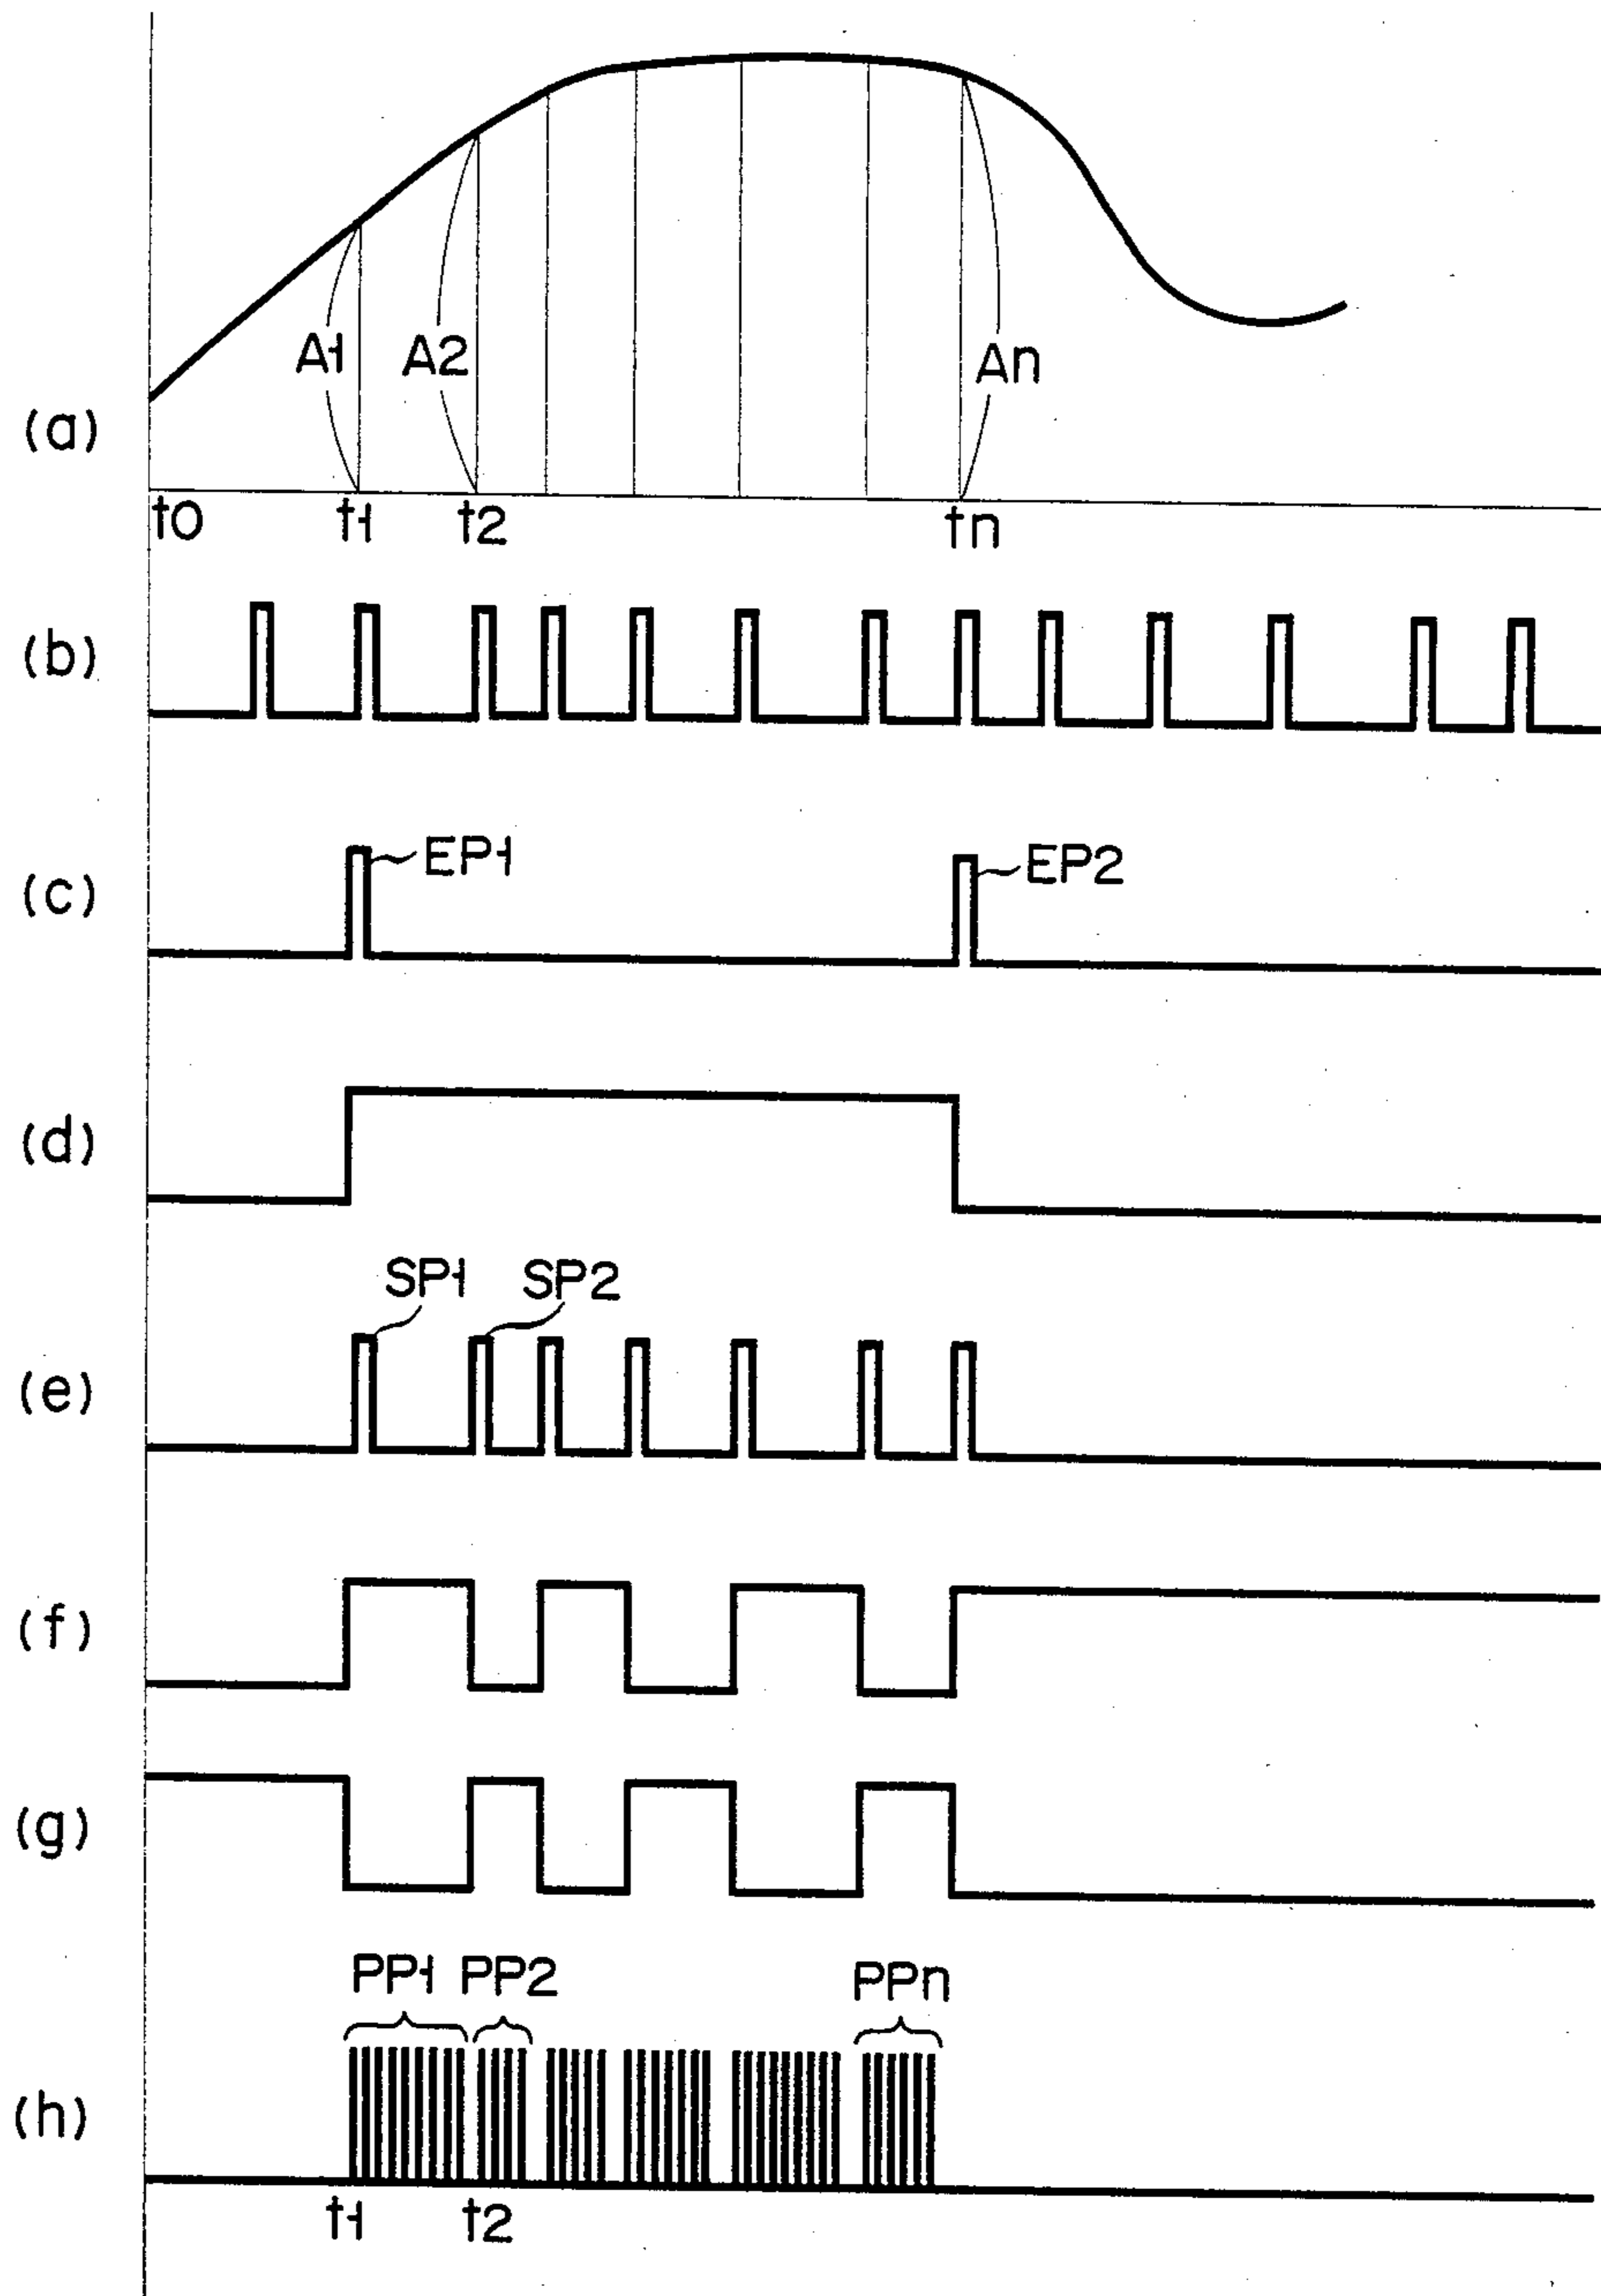 A1 A2 An
(a)
t0 t1 t2 tn
(b)
EP1 EP2
(c)
(d)
SP1 SP2
(e)
(f)
(g)
PP1 PP2 PPn
(h)
t1 t2